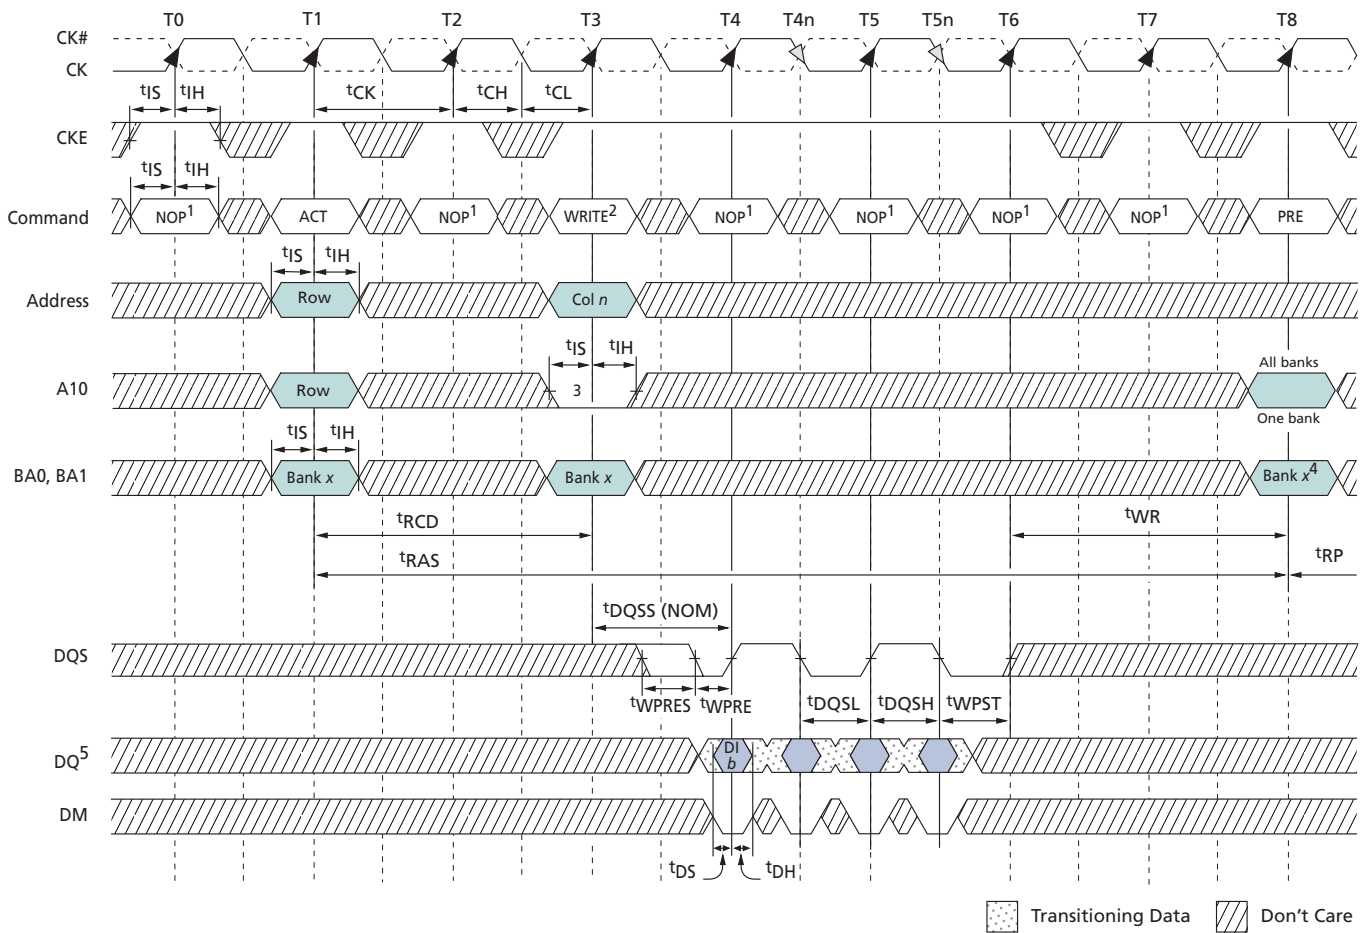 T0 T1 T2 T3 T4 T4n T5 T5n T6 T7 T8
CK#
CK
tIS tIH tCK tCH tCL
CKE
tIS tIH
Command NOP1 ACT NOP1 WRITE2 NOP1 NOP1 NOP1 NOP1 PRE
tIS tIH
Address Row Col n
tIS tIH
All banks
A10 Row 3
One bank
tIS tIH
BA0, BA1 Bank x Bank x Bank x4
tRCD tWR
tRAS tRP
tDQSS (NOM)
DQS
tWPRES tWPRE tDQSL tDQSH tWPST
DQ5 DI
b
DM
tDS tDH
Transitioning Data Don't Care